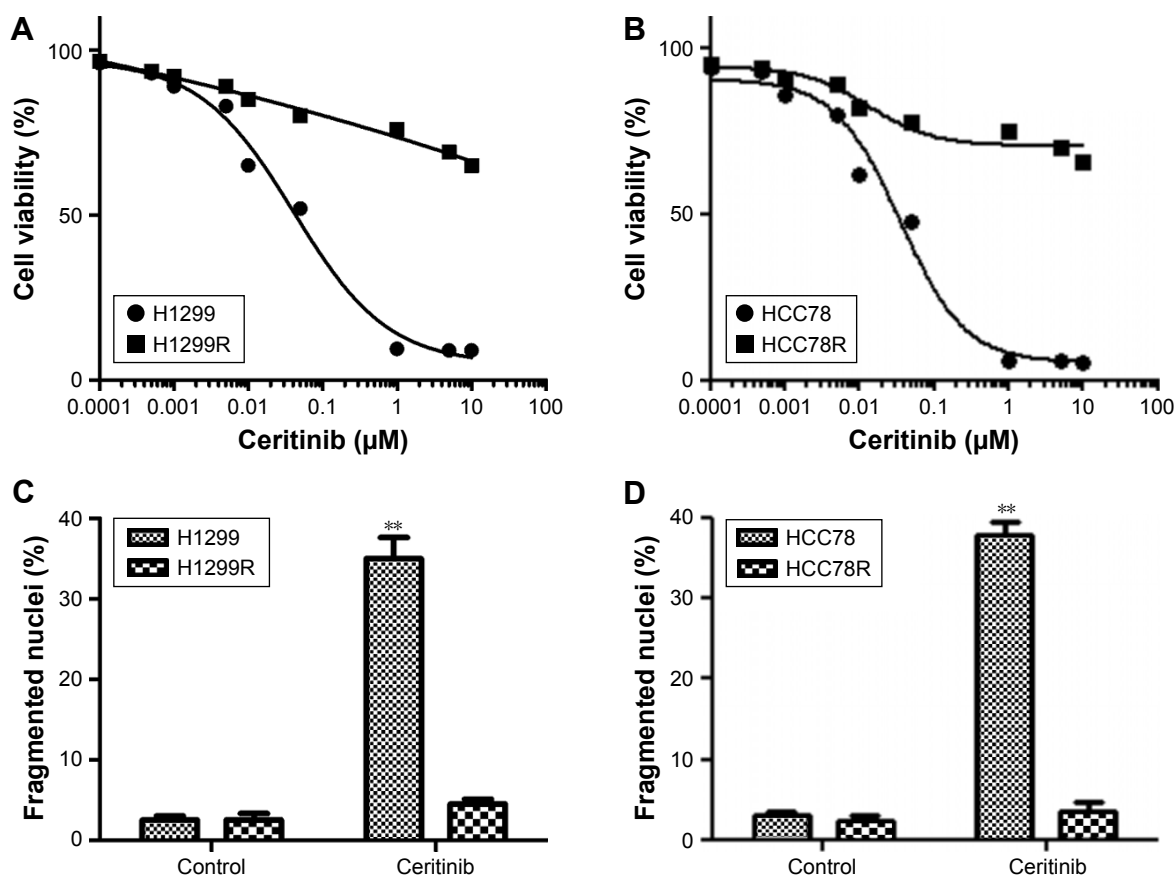 A
Cell viability (%)
100
50
0
H1299
H1299R
0.0001 0.001 0.01 0.1 1 10 100
Ceritinib (µM)
B
Cell viability (%)
100
50
0
HCC78
HCC78R
0.0001 0.001 0.01 0.1 1 10 100
Ceritinib (µM)
C
Fragmented nuclei (%)
40
30
20
10
0
H1299
H1299R
**
Control Ceritinib
D
Fragmented nuclei (%)
40
30
20
10
0
HCC78
HCC78R
**
Control Ceritinib